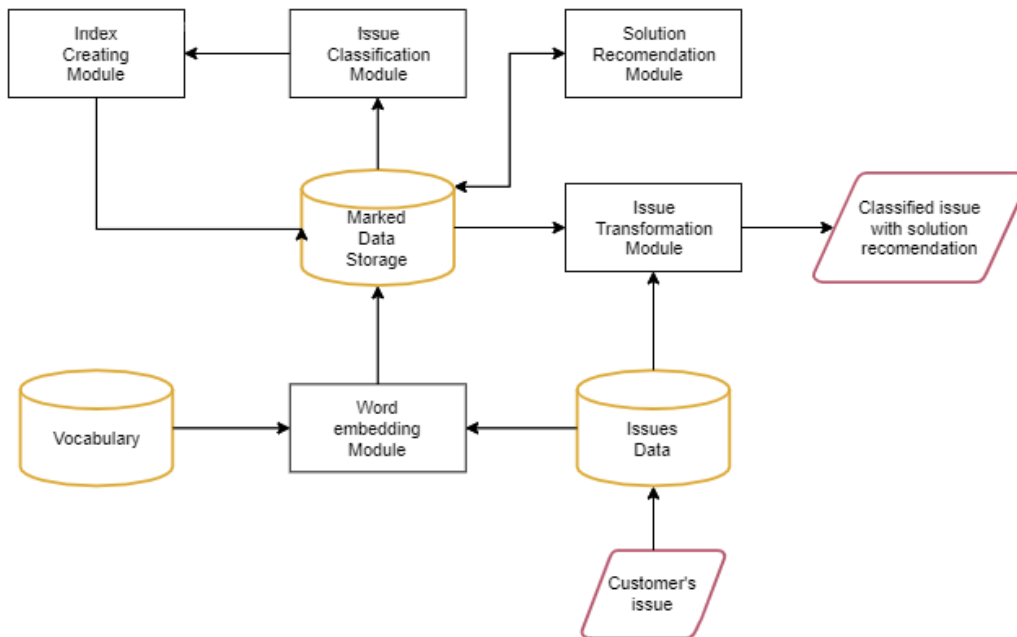 Index
Creating
Module
Issue
Classification
Module
Solution
Recomendation
Module
Marked
Data
Storage
Issue
Transformation
Module
Classified issue
with solution
recomendation
Vocabulary
Word
embedding
Module
Issues
Data
Customer's
issue